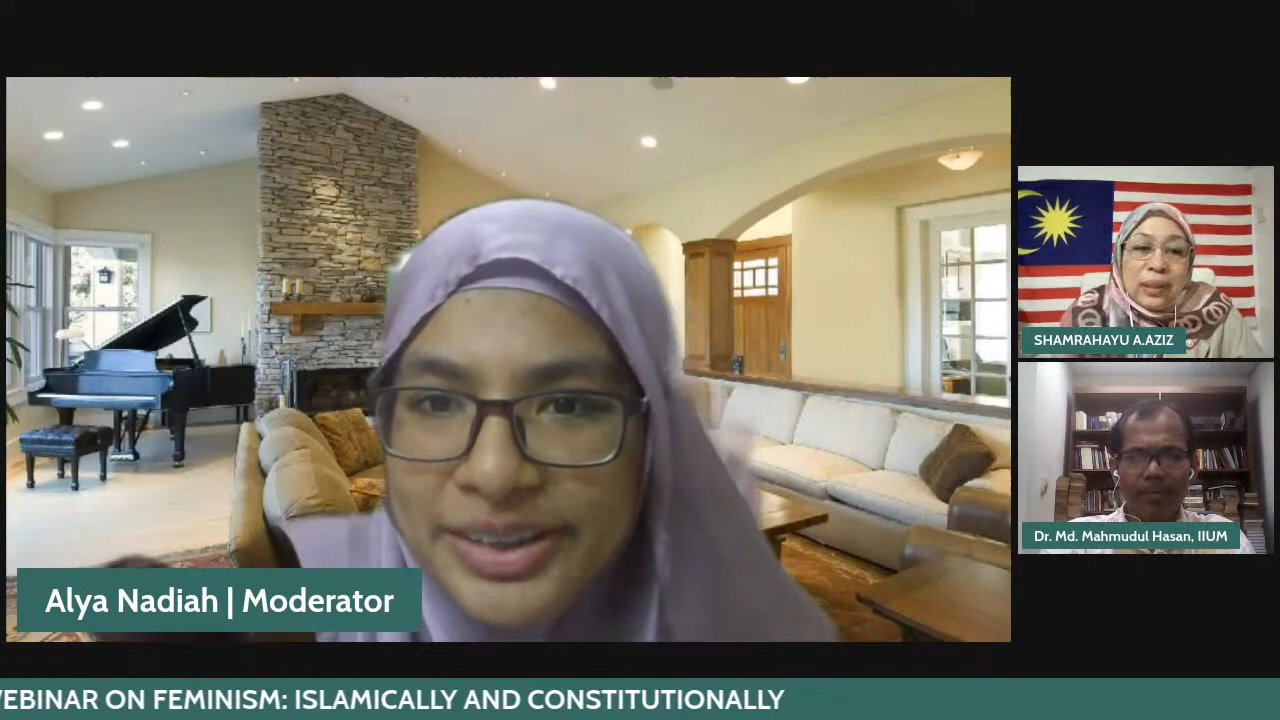 SHAMRAHAYU A.AZIZ
Dr. Md. Mahmudul Hasan, IIUM
Alya Nadiah | Moderator
EBINAR ON FEMINISM: ISLAMICALLY AND CONSTITUTIONALLY